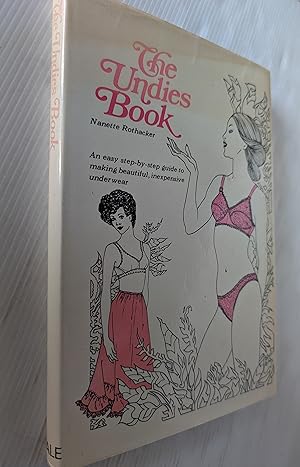 The Undies Book
The
Undies
Book
Nanette Rothacker
An easy step-by-step guide to
making beautiful, inexpensive
underwear